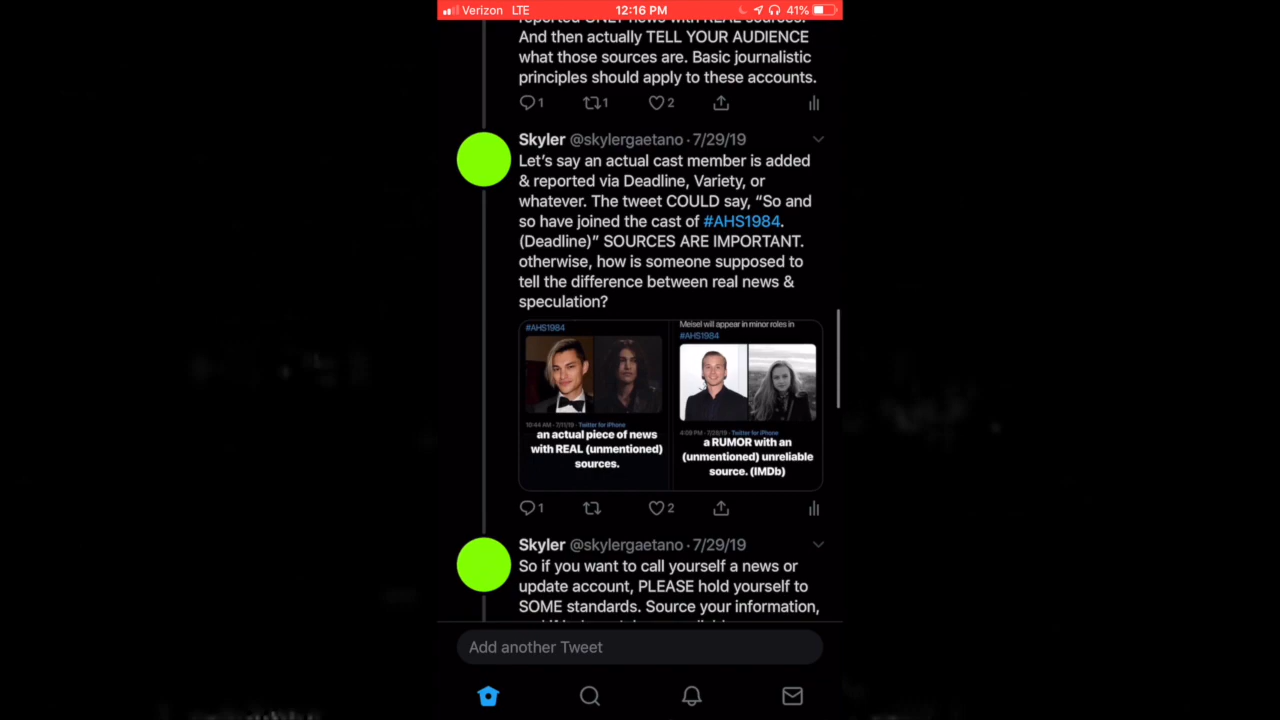 Verizon LTE 12:16 PM 41%
And then actually TELL YOUR AUDIENCE
what those sources are. Basic journalistic
principles should apply to these accounts.
1 1 2
Skyler @skylergaetano · 7/29/19
Let's say an actual cast member is added
& reported via Deadline, Variety, or
whatever. The tweet COULD say, “So and
so have joined the cast of #AHS1984.
(Deadline)” SOURCES ARE IMPORTANT.
otherwise, how is someone supposed to
tell the difference between real news &
speculation?
#AHS1984
10:44 AM · 7/11/19 · Twitter for iPhone
an actual piece of news
with REAL (unmentioned)
sources.
Meisel will appear in minor roles in
#AHS1984
4:09 PM · 7/28/19 · Twitter for iPhone
a RUMOR with an
(unmentioned) unreliable
source. (IMDb)
1 2
Skyler @skylergaetano · 7/29/19
So if you want to call yourself a news or
update account, PLEASE hold yourself to
SOME standards. Source your information,
Add another Tweet